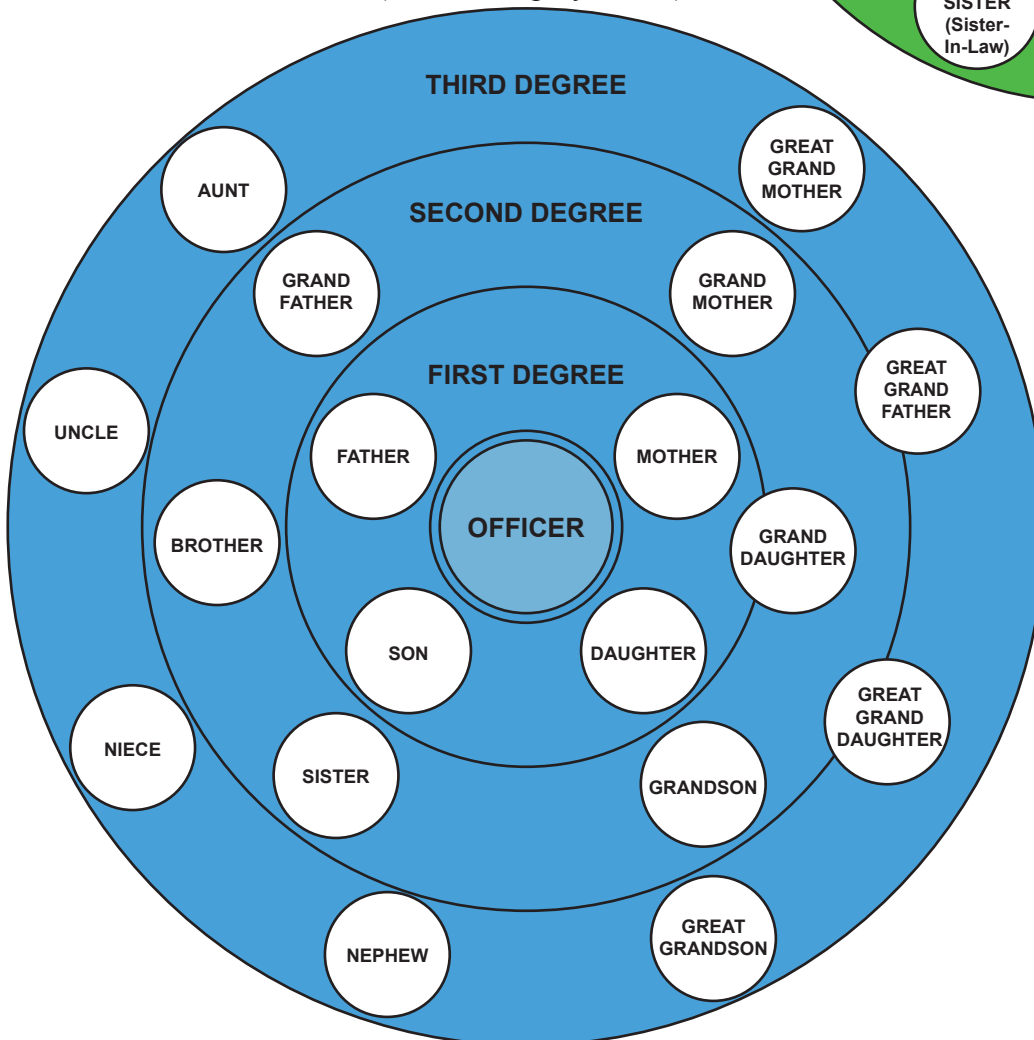 SISTER
(Sister-
In-Law)
THIRD DEGREE
AUNT
GREAT
GRAND
MOTHER
SECOND DEGREE
GRAND
FATHER
GRAND
MOTHER
FIRST DEGREE
GREAT
GRAND
FATHER
UNCLE
FATHER
MOTHER
OFFICER
BROTHER
GRAND
DAUGHTER
SON
DAUGHTER
GREAT
GRAND
DAUGHTER
NIECE
SISTER
GRANDSON
NEPHEW
GREAT
GRANDSON